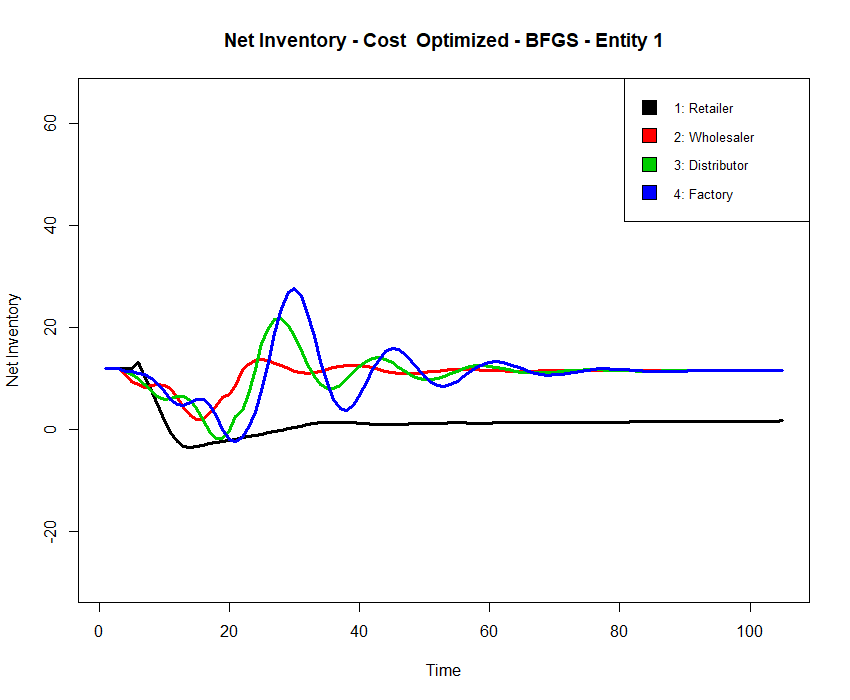 Net Inventory - Cost  Optimized - BFGS - Entity 1
1: Retailer
2: Wholesaler
3: Distributor
4: Factory
Net Inventory
60
40
20
0
-20
0 20 40 60 80 100
Time